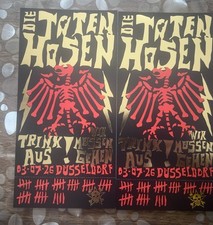 DIE
TOTEN
HOSEN
TRINK
AUS!
WIR
MÜSSEN
GEHEN
03·07·26 DÜSSELDORF
DIE
TOTEN
HOSEN
TRINK
AUS!
WIR
MÜSSEN
GEHEN
03·07·26 DÜSSELDORF